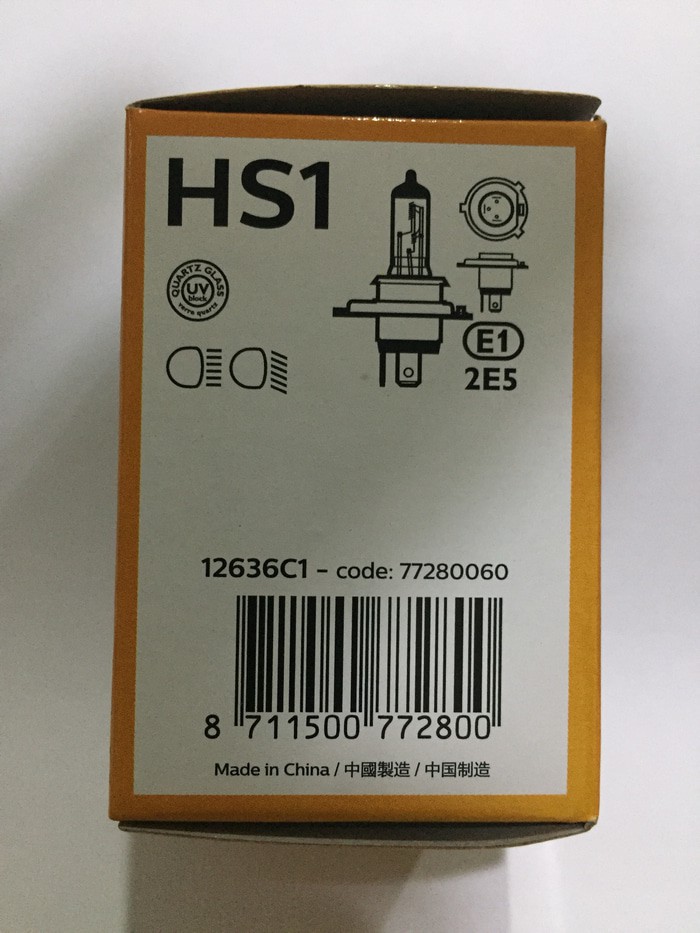 HS1
QUARTZ GLASS
UV
block
verre quartz
E1
2E5
12636C1 - code: 77280060
8 711500 772800
Made in China / 中國製造 / 中国制造